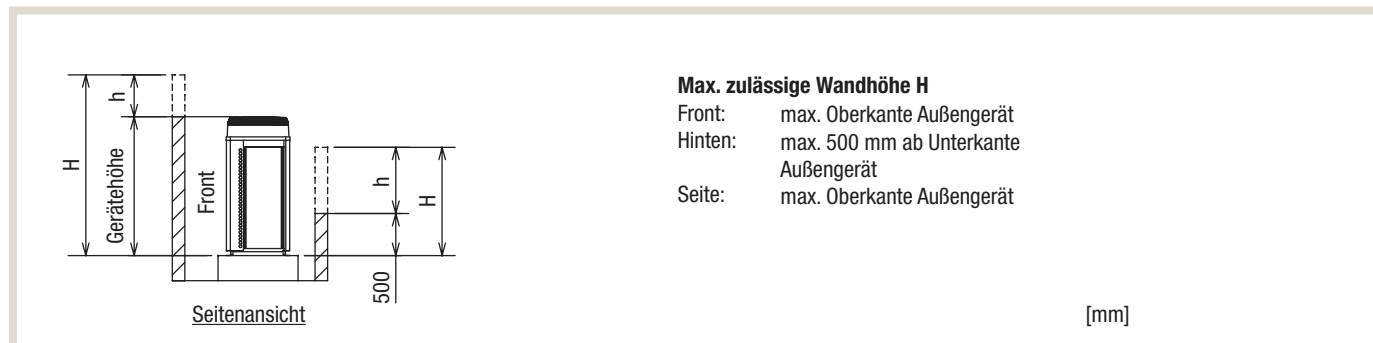 H
h
Gerätehöhe
Front
h
H
500
Seitenansicht
Max. zulässige Wandhöhe H
Front: max. Oberkante Außengerät
Hinten: max. 500 mm ab Unterkante
Außengerät
Seite: max. Oberkante Außengerät
[mm]